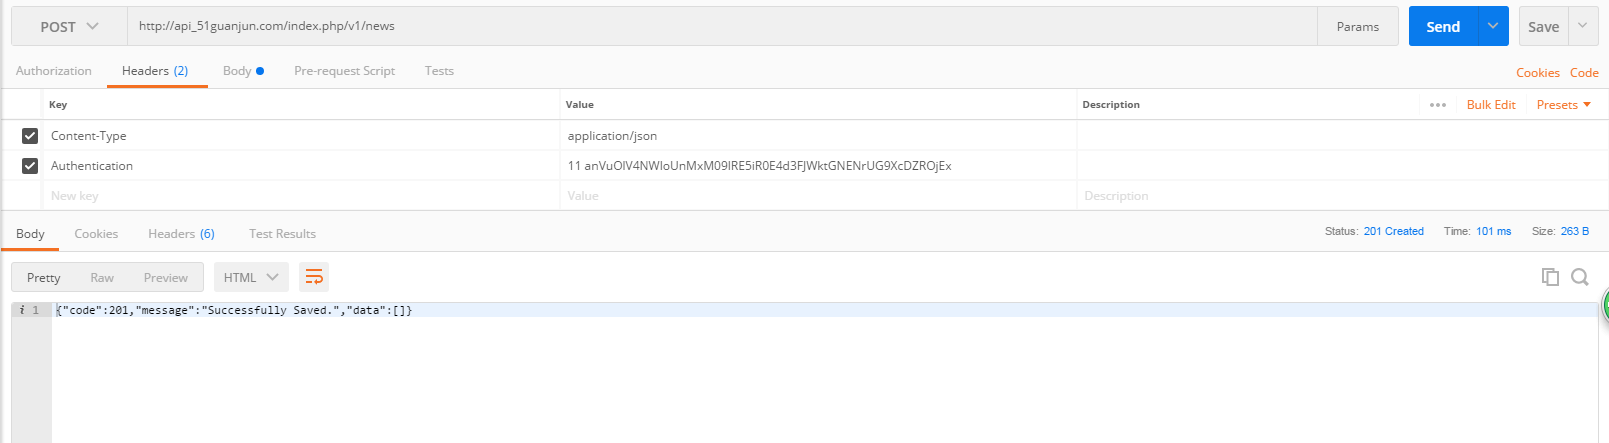 POST http://api_51guanjun.com/index.php/v1/news Params Send Save
Authorization Headers (2) Body Pre-request Script Tests Cookies Code
Key Value Description ••• Bulk Edit Presets
Content-Type application/json
Authentication 11 anVuOlV4NWloUnMxM09lRE5iR0E4d3FJWktGNENrUG9XcDZROjEx
New key Value Description
Body Cookies Headers (6) Test Results Status: 201 Created Time: 101 ms Size: 263 B
Pretty Raw Preview HTML
i 1 {"code":201,"message":"Successfully Saved.","data":[]}